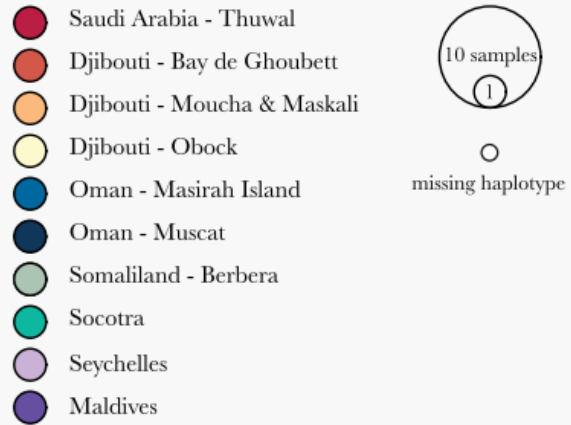 Saudi Arabia - Thuwal
Djibouti - Bay de Ghoubett
Djibouti - Moucha & Maskali
Djibouti - Obock
Oman - Masirah Island
Oman - Muscat
Somaliland - Berbera
Socotra
Seychelles
Maldives
10 samples
1
missing haplotype